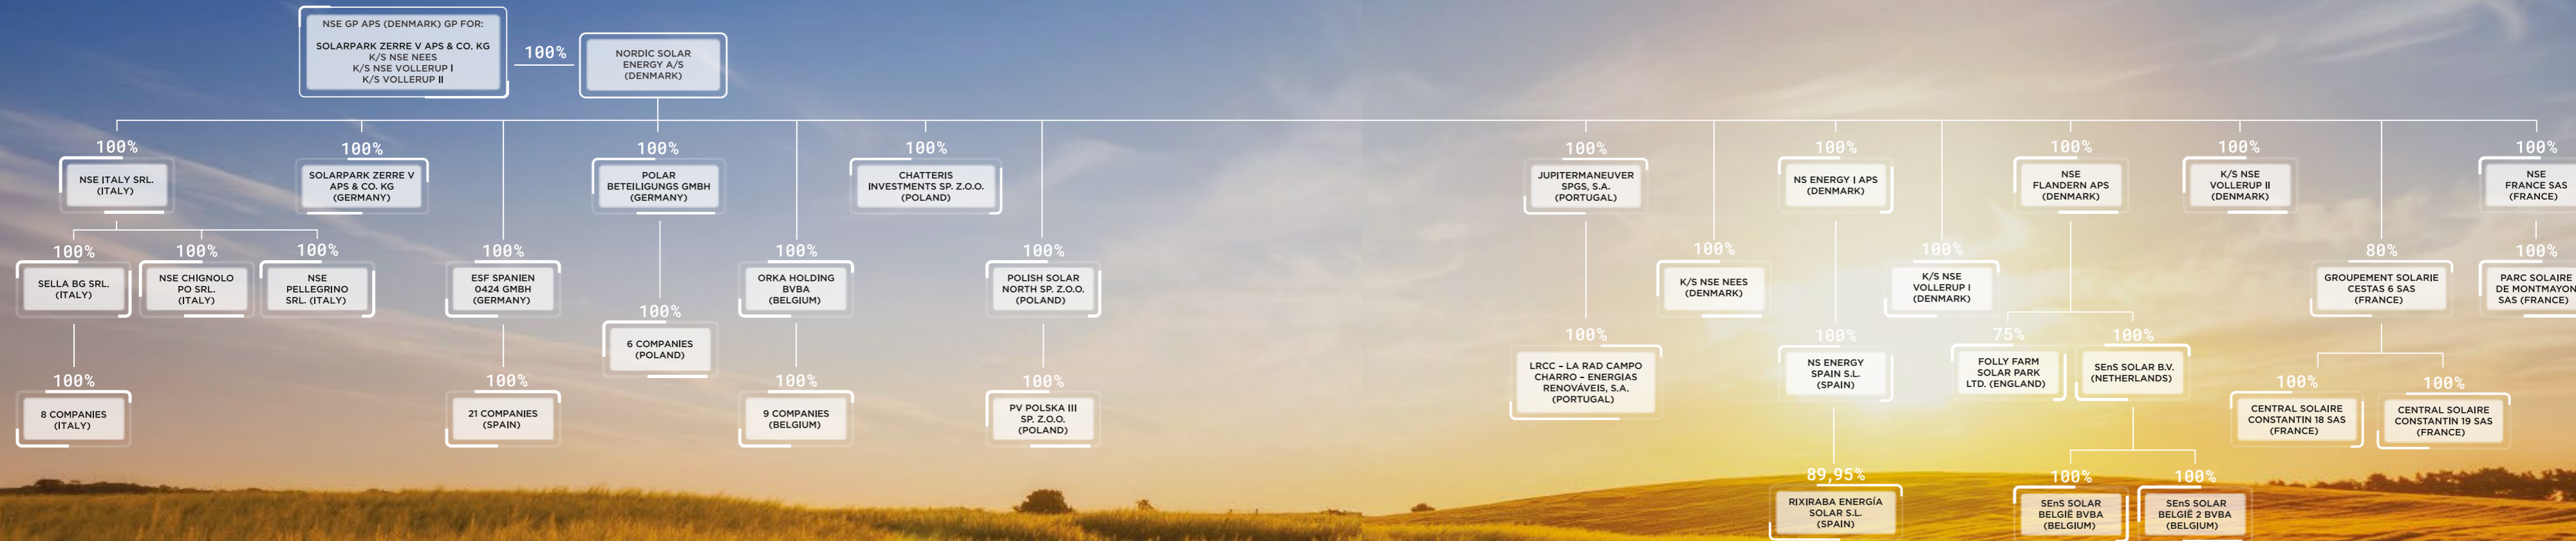 NSE GP APS (DENMARK) GP FOR:
SOLARPARK ZERRE V APS & CO. KG
K/S NSE NEES
K/S NSE VOLLERUP I
K/S VOLLERUP II
100%
NORDIC SOLAR
ENERGY A/S
(DENMARK)
100%
NSE ITALY SRL.
(ITALY)
100%
SOLARPARK ZERRE V
APS & CO. KG
(GERMANY)
100%
POLAR
BETEILIGUNGS GMBH
(GERMANY)
100%
CHATTERIS
INVESTMENTS SP. Z.O.O.
(POLAND)
100%
JUPITERMANEUVER
SPGS, S.A.
(PORTUGAL)
100%
NS ENERGY I APS
(DENMARK)
100%
NSE
FLANDERN APS
(DENMARK)
100%
K/S NSE
VOLLERUP II
(DENMARK)
100%
NSE
FRANCE SAS
(FRANCE)
100%
SELLA BG SRL.
(ITALY)
100%
NSE CHIGNOLO
PO SRL.
(ITALY)
100%
NSE
PELLEGRINO
SRL. (ITALY)
100%
ESF SPANIEN
0424 GMBH
(GERMANY)
100%
6 COMPANIES
(POLAND)
100%
ORKA HOLDING
BVBA
(BELGIUM)
100%
POLISH SOLAR
NORTH SP. Z.O.O.
(POLAND)
100%
K/S NSE NEES
(DENMARK)
100%
K/S NSE
VOLLERUP I
(DENMARK)
80%
GROUPEMENT SOLARIE
CESTAS 6 SAS
(FRANCE)
100%
PARC SOLAIRE
DE MONTMAYON
SAS (FRANCE)
100%
8 COMPANIES
(ITALY)
100%
21 COMPANIES
(SPAIN)
100%
9 COMPANIES
(BELGIUM)
100%
PV POLSKA III
SP. Z.O.O.
(POLAND)
100%
LRCC – LA RAD CAMPO
CHARRO – ENERGIAS
RENOVÁVEIS, S.A.
(PORTUGAL)
100%
NS ENERGY
SPAIN S.L.
(SPAIN)
75%
FOLLY FARM
SOLAR PARK
LTD. (ENGLAND)
100%
SEnS SOLAR B.V.
(NETHERLANDS)
100%
CENTRAL SOLAIRE
CONSTANTIN 18 SAS
(FRANCE)
100%
CENTRAL SOLAIRE
CONSTANTIN 19 SAS
(FRANCE)
89,95%
RIXIRABA ENERGÍA
SOLAR S.L.
(SPAIN)
100%
SEnS SOLAR
BELGIË BVBA
(BELGIUM)
100%
SEnS SOLAR
BELGIË 2 BVBA
(BELGIUM)